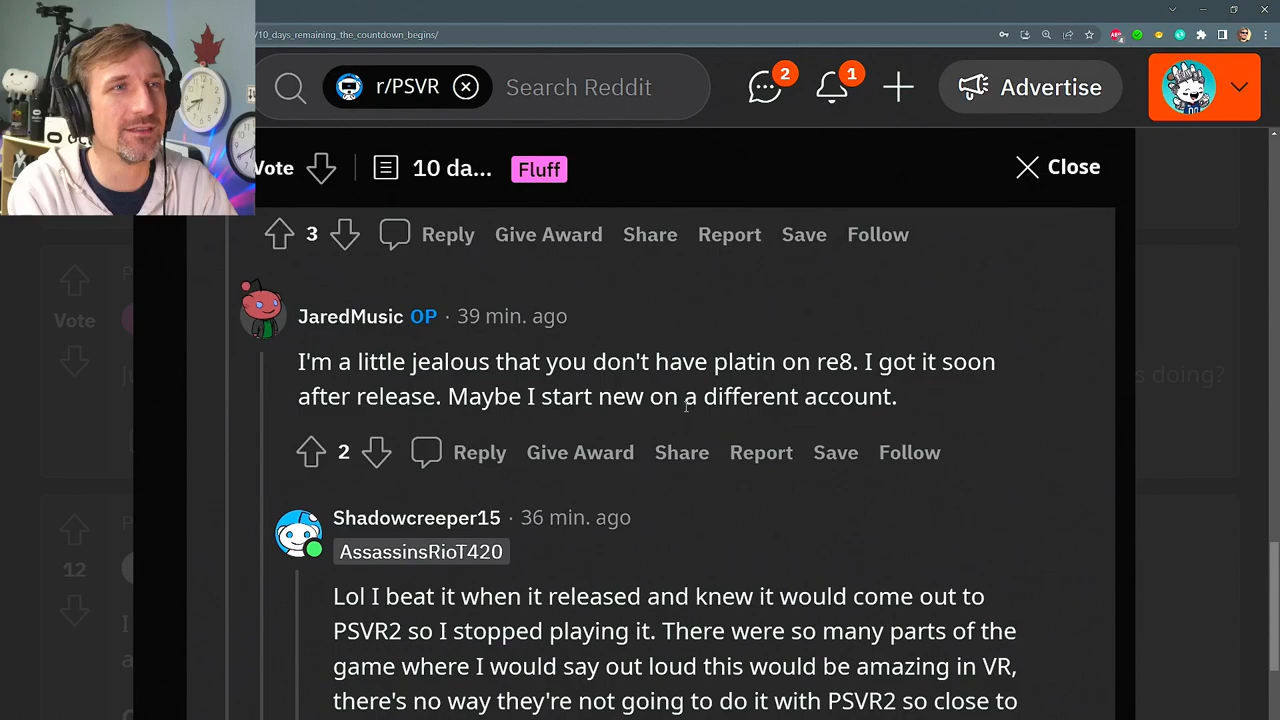 /10_days_remaining_the_countdown_begins/
r/PSVR
Search Reddit
2
1
Advertise
Vote
10 da...
Fluff
Close
3
Reply
Give Award
Share
Report
Save
Follow
Vote
JaredMusic OP · 39 min. ago
I'm a little jealous that you don't have platin on re8. I got it soon
after release. Maybe I start new on a different account.
s doing?
2
Reply
Give Award
Share
Report
Save
Follow
Shadowcreeper15 · 36 min. ago
AssassinsRioT420
12
Lol I beat it when it released and knew it would come out to
PSVR2 so I stopped playing it. There were so many parts of the
game where I would say out loud this would be amazing in VR,
there's no way they're not going to do it with PSVR2 so close to